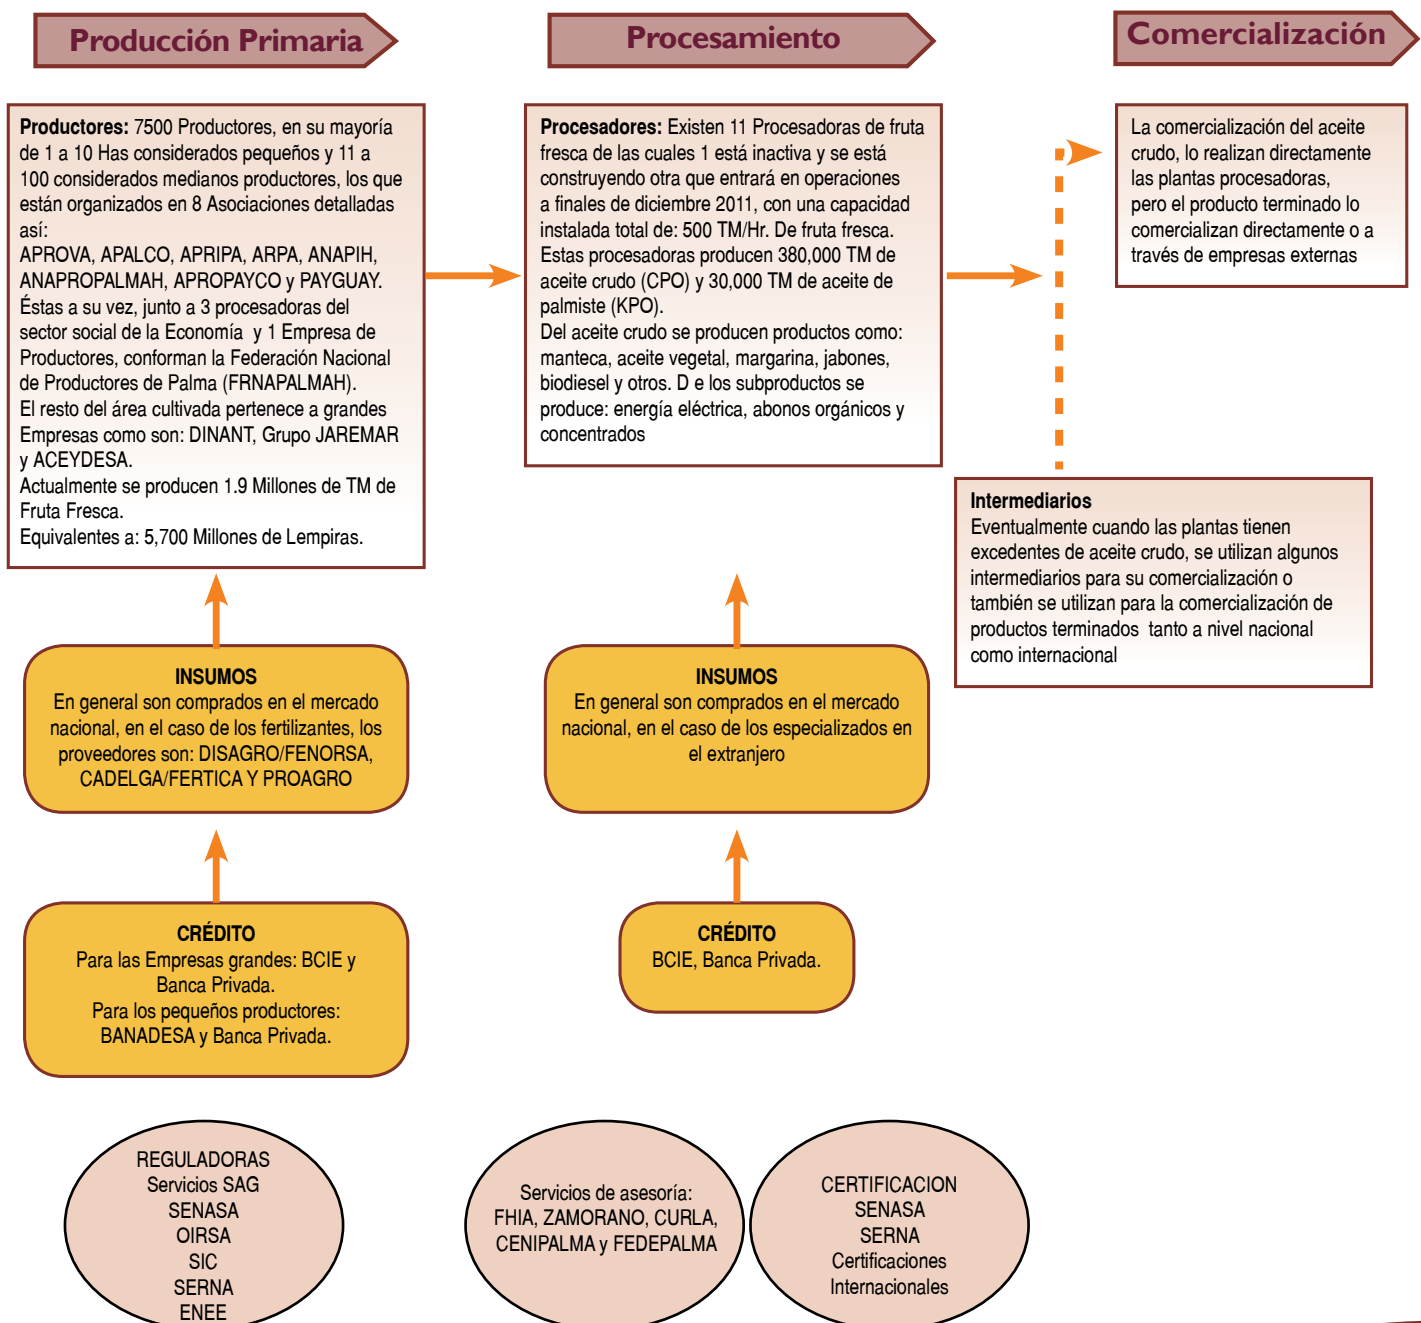 Producción Primaria
Procesamiento
Comercialización
Productores: 7500 Productores, en su mayoría
de 1 a 10 Has considerados pequeños y 11 a
100 considerados medianos productores, los que
están organizados en 8 Asociaciones detalladas
así:
APROVA, APALCO, APRIPA, ARPA, ANAPIH,
ANAPROPALMAH, APROPAYCO y PAYGUAY.
Éstas a su vez, junto a 3 procesadoras del
sector social de la Economía y 1 Empresa de
Productores, conforman la Federación Nacional
de Productores de Palma (FRNAPALMAH).
El resto del área cultivada pertenece a grandes
Empresas como son: DINANT, Grupo JAREMAR
y ACEYDESA.
Actualmente se producen 1.9 Millones de TM de
Fruta Fresca.
Equivalentes a: 5,700 Millones de Lempiras.
Procesadores: Existen 11 Procesadoras de fruta
fresca de las cuales 1 está inactiva y se está
construyendo otra que entrará en operaciones
a finales de diciembre 2011, con una capacidad
instalada total de: 500 TM/Hr. De fruta fresca.
Estas procesadoras producen 380,000 TM de
aceite crudo (CPO) y 30,000 TM de aceite de
palmiste (KPO).
Del aceite crudo se producen productos como:
manteca, aceite vegetal, margarina, jabones,
biodiesel y otros. D e los subproductos se
produce: energía eléctrica, abonos orgánicos y
concentrados
La comercialización del aceite
crudo, lo realizan directamente
las plantas procesadoras,
pero el producto terminado lo
comercializan directamente o a
través de empresas externas
Intermediarios
Eventualmente cuando las plantas tienen
excedentes de aceite crudo, se utilizan algunos
intermediarios para su comercialización o
también se utilizan para la comercialización de
productos terminados tanto a nivel nacional
como internacional
INSUMOS
En general son comprados en el mercado
nacional, en el caso de los fertilizantes, los
proveedores son: DISAGRO/FENORSA,
CADELGA/FERTICA Y PROAGRO
INSUMOS
En general son comprados en el mercado
nacional, en el caso de los especializados en
el extranjero
CRÉDITO
Para las Empresas grandes: BCIE y
Banca Privada.
Para los pequeños productores:
BANADESA y Banca Privada.
CRÉDITO
BCIE, Banca Privada.
REGULADORAS
Servicios SAG
SENASA
OIRSA
SIC
SERNA
ENEE
Servicios de asesoría:
FHIA, ZAMORANO, CURLA,
CENIPALMA y FEDEPALMA
CERTIFICACION
SENASA
SERNA
Certificaciones
Internacionales